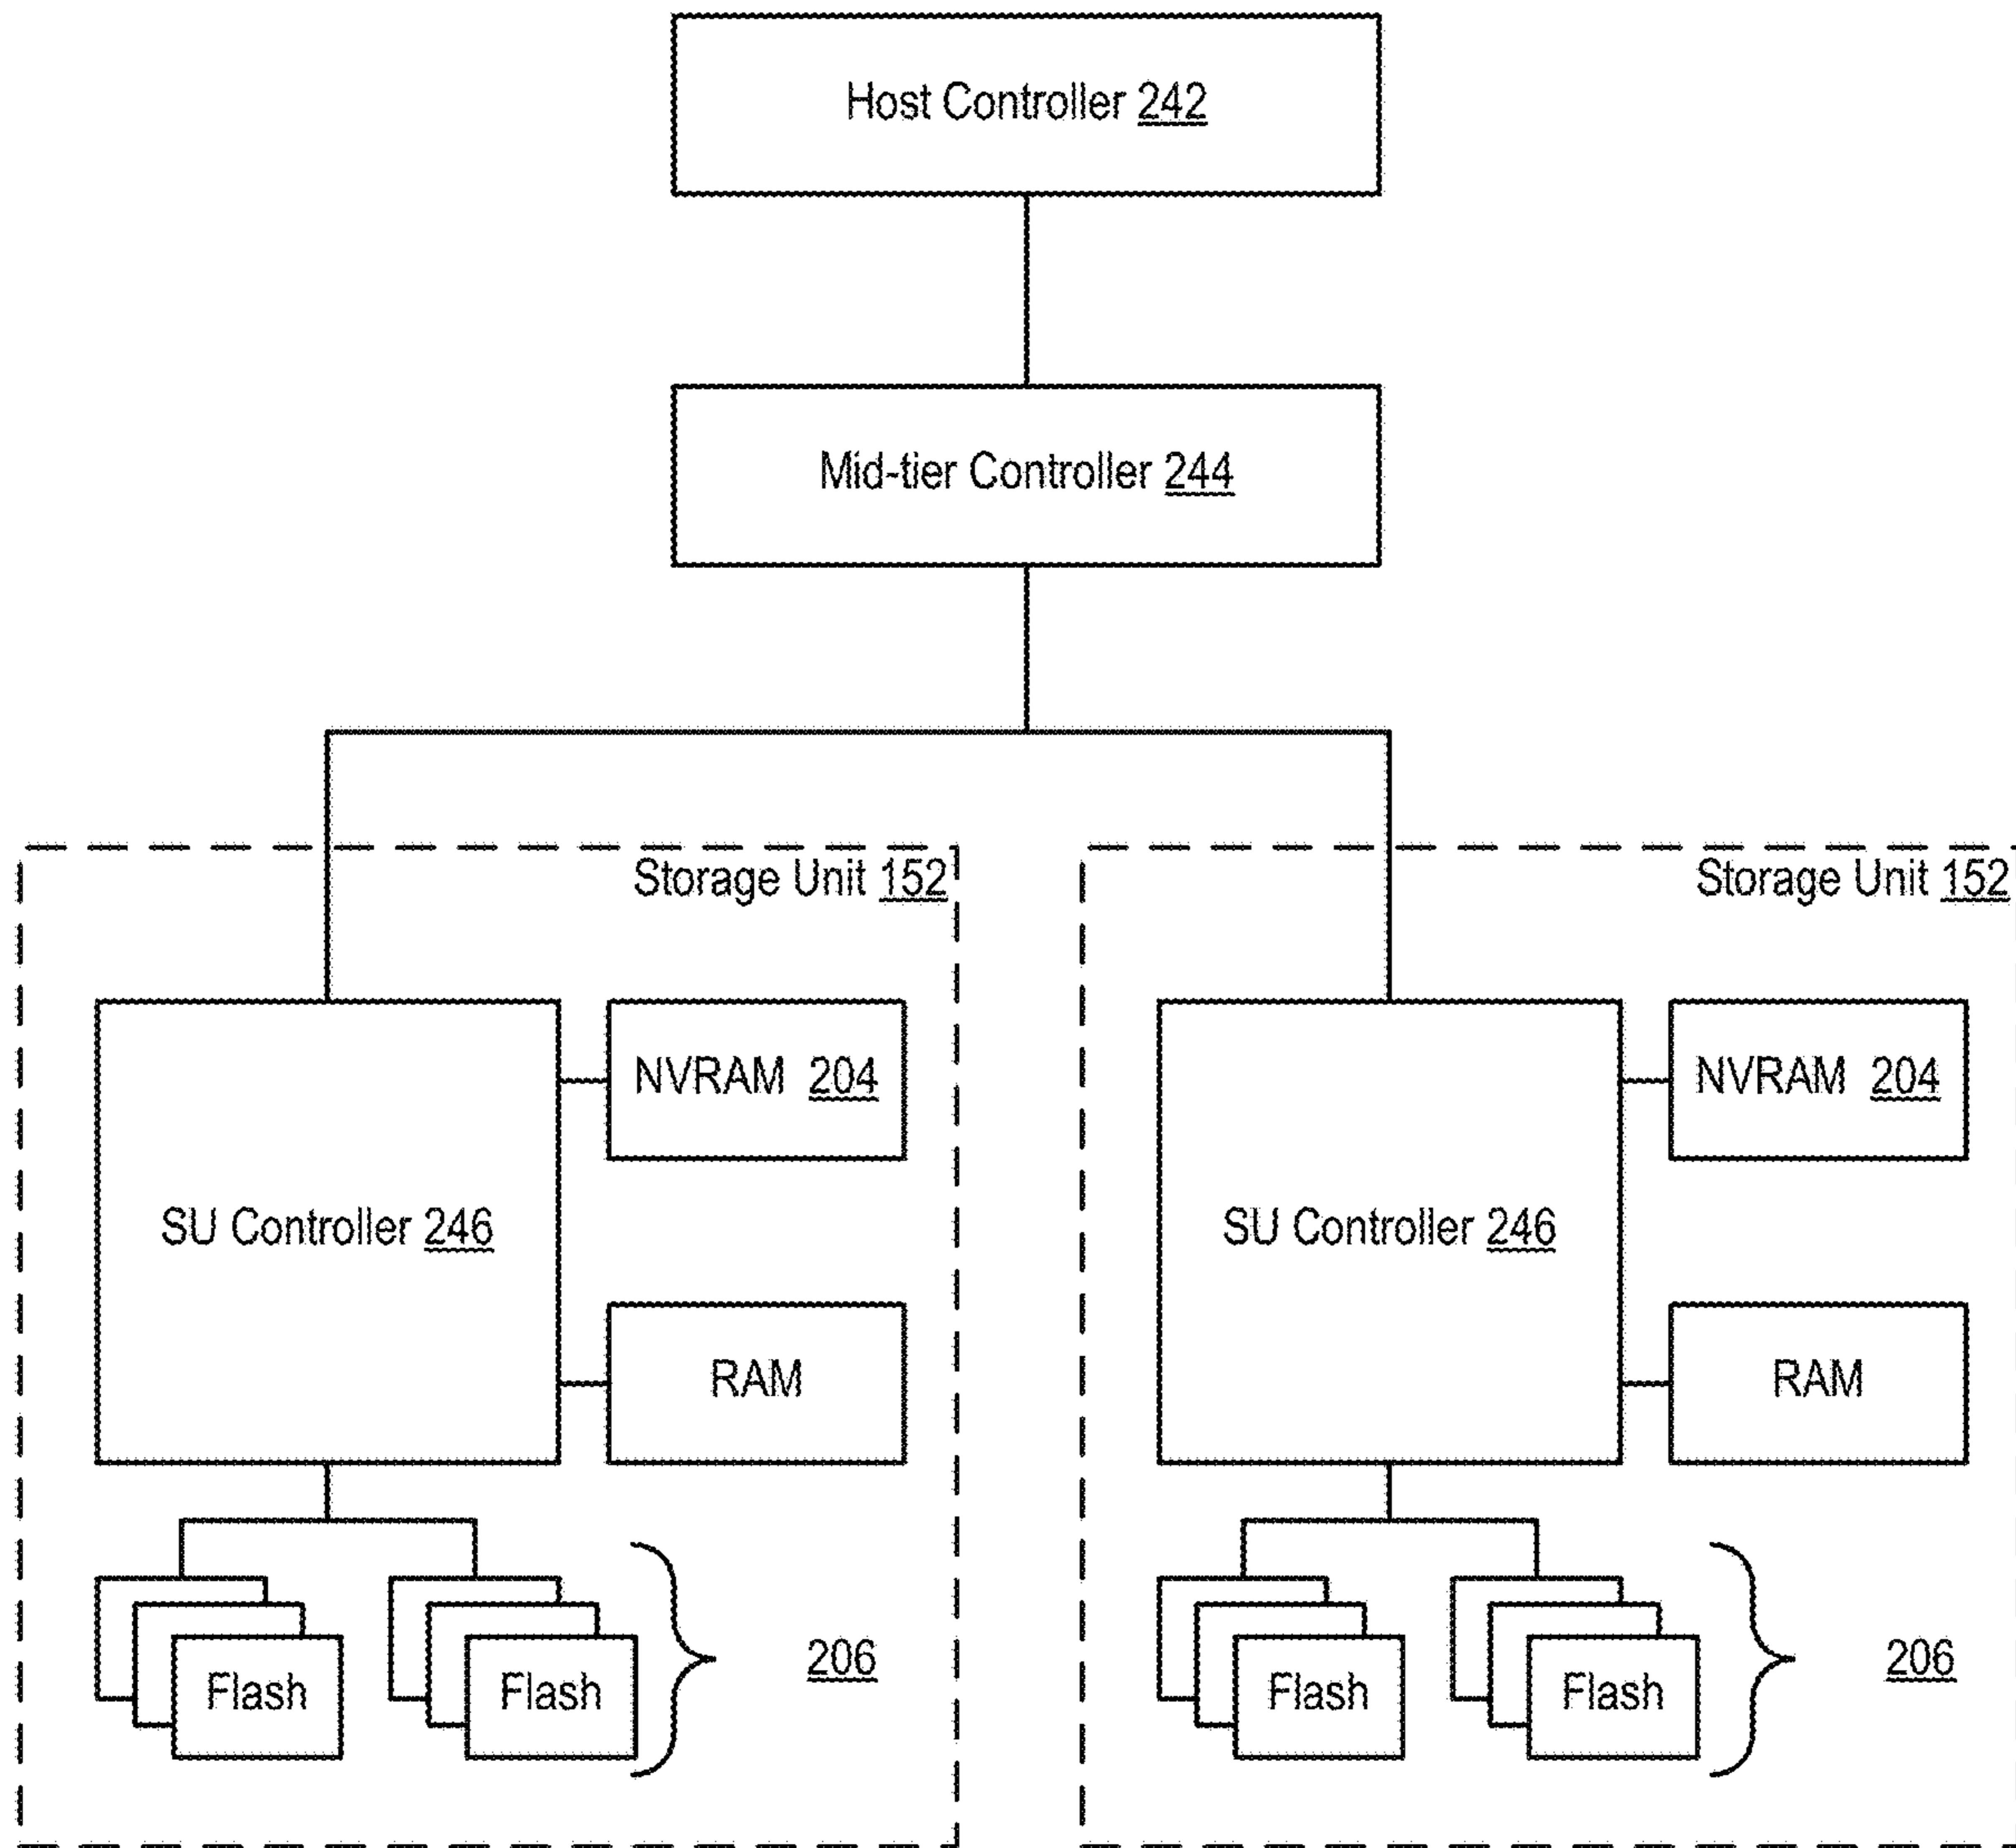 Host Controller 242
Mid-tier Controller 244
Storage Unit 152
SU Controller 246
NVRAM 204
RAM
Flash
Flash
206
Storage Unit 152
SU Controller 246
NVRAM 204
RAM
Flash
Flash
206